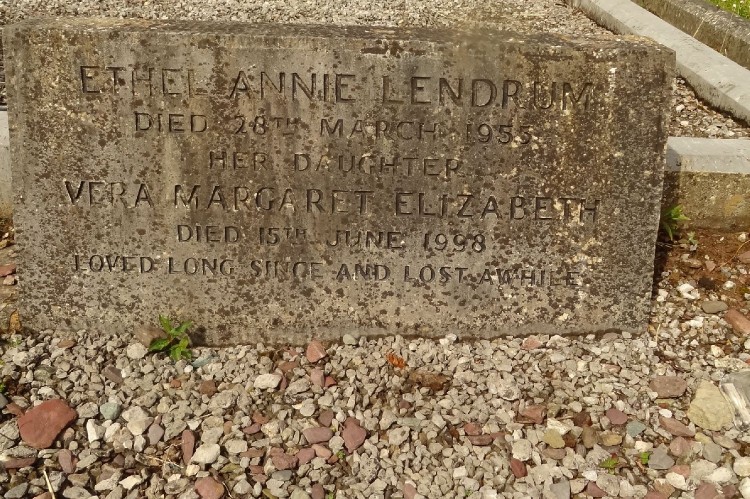 ETHEL ANNIE LENDRUM
DIED 28TH MARCH 1955
HER DAUGHTER
VERA MARGARET ELIZABETH
DIED 15TH JUNE 1998
LOVED LONG SINCE AND LOST AWHILE